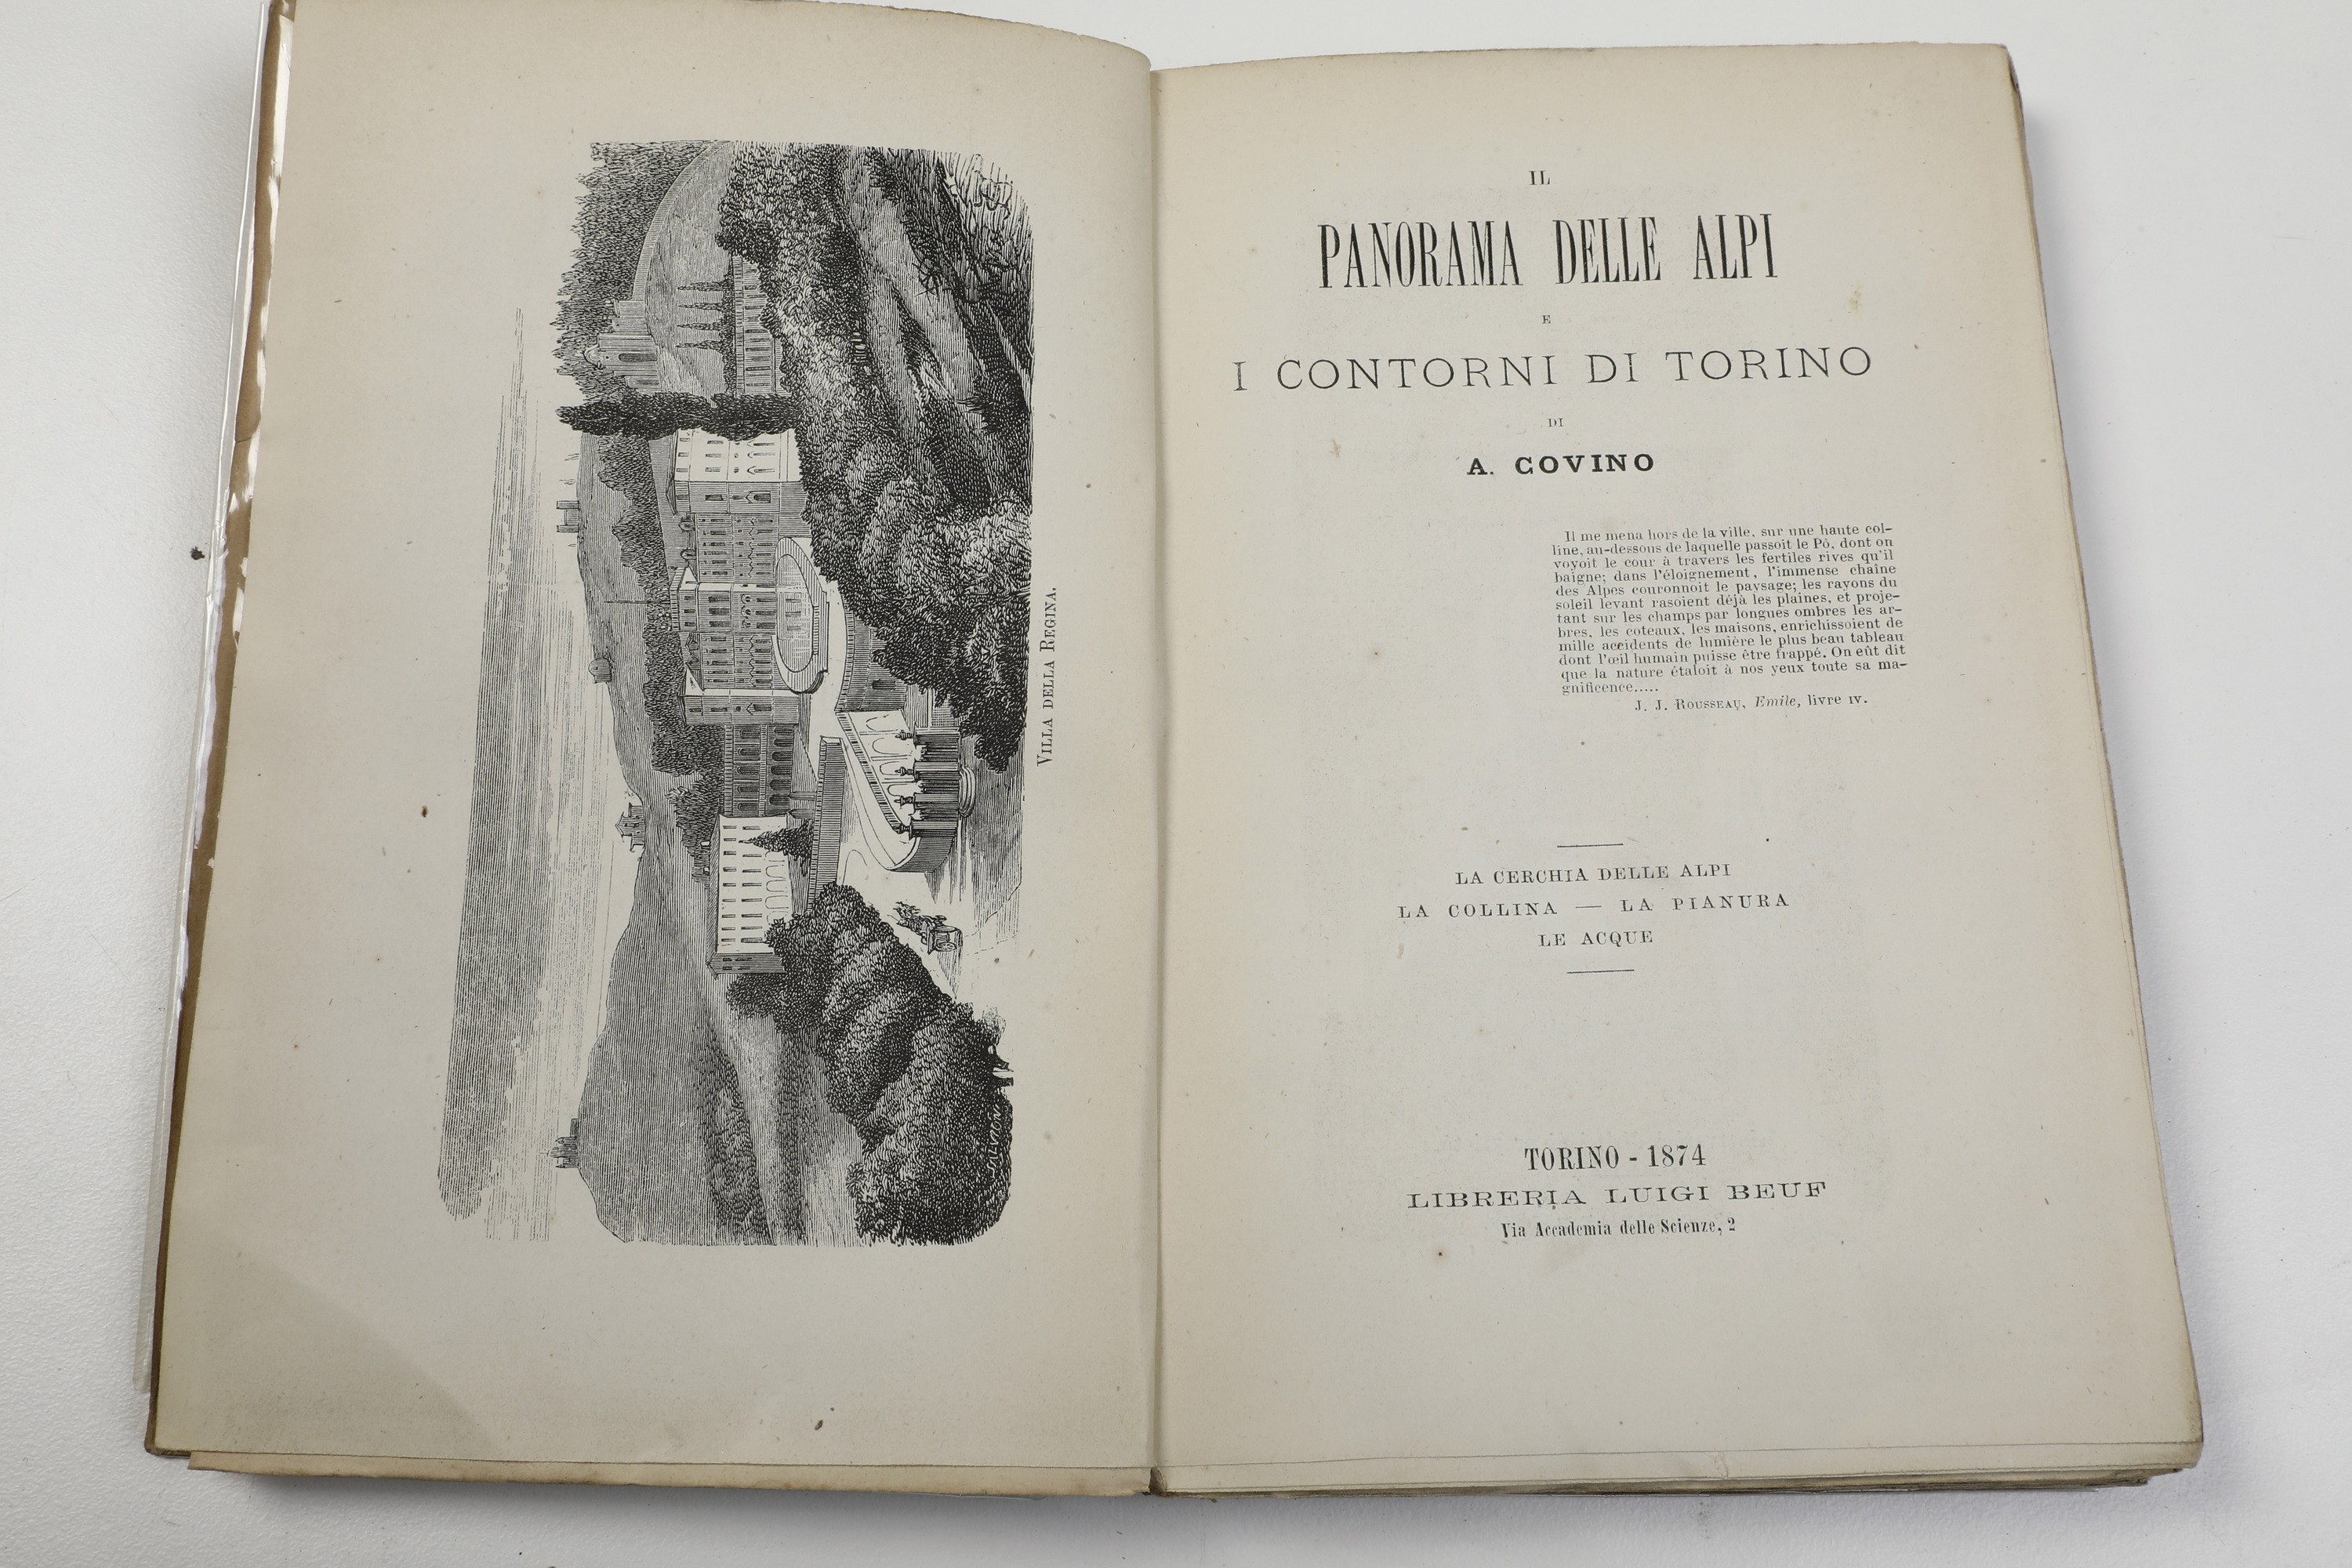 VILLA DELLA REGINA.
IL
PANORAMA DELLE ALPI
E
I CONTORNI DI TORINO
DI
A. COVINO
Il me mena hors de la ville, sur une haute col-
line, au-dessous de laquelle passoit le Pô, dont on
voyoit le cour à travers les fertiles rives qu'il
baigne; dans l'éloignement, l'immense chaîne
des Alpes couronnoit le paysage; les rayons du
soleil levant rasoient déjà les plaines, et proje-
tant sur les champs par longues ombres les ar-
bres, les coteaux, les maisons, enrichissoient de
mille accidents de lumière le plus beau tableau
dont l'œil humain puisse être frappé. On eût dit
que la nature étaloit à nos yeux toute sa ma-
gnificence.....
J. J. ROUSSEAU, Emile, livre IV.
LA CERCHIA DELLE ALPI
LA COLLINA — LA PIANURA
LE ACQUE
TORINO - 1874
LIBRERIA LUIGI BEUF
Via Accademia delle Scienze, 2